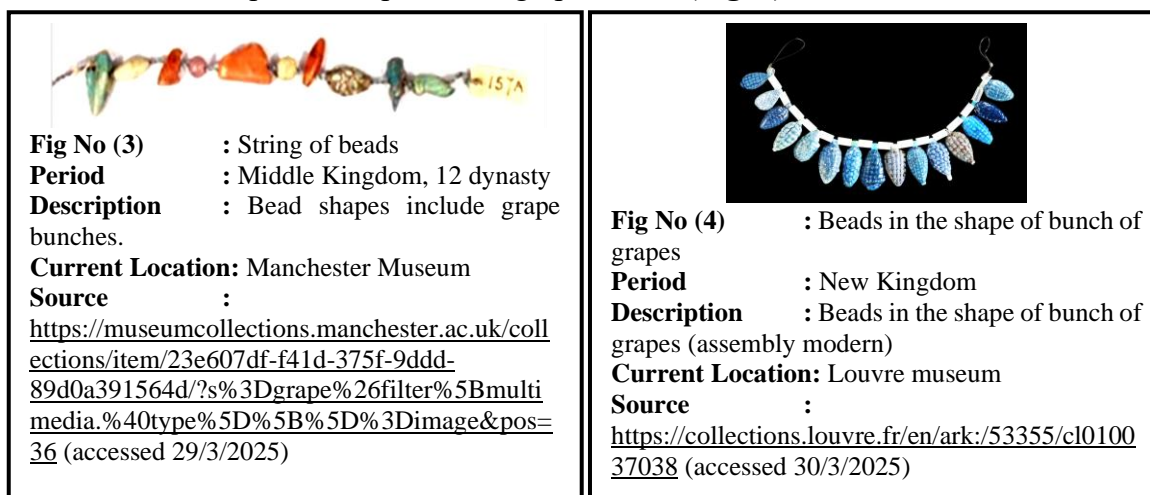 157A
Fig No (3) : String of beads
Period : Middle Kingdom, 12 dynasty
Description : Bead shapes include grape
bunches.
Current Location: Manchester Museum
Source :
https://museumcollections.manchester.ac.uk/coll
ections/item/23e607df-f41d-375f-9ddd-
89d0a391564d/?s%3Dgrape%26filter%5Bmulti
media.%40type%5D%5B%5D%3Dimage&pos=
36 (accessed 29/3/2025)
Fig No (4) : Beads in the shape of bunch of
grapes
Period : New Kingdom
Description : Beads in the shape of bunch of
grapes (assembly modern)
Current Location: Louvre museum
Source :
https://collections.louvre.fr/en/ark:/53355/cl0100
37038 (accessed 30/3/2025)